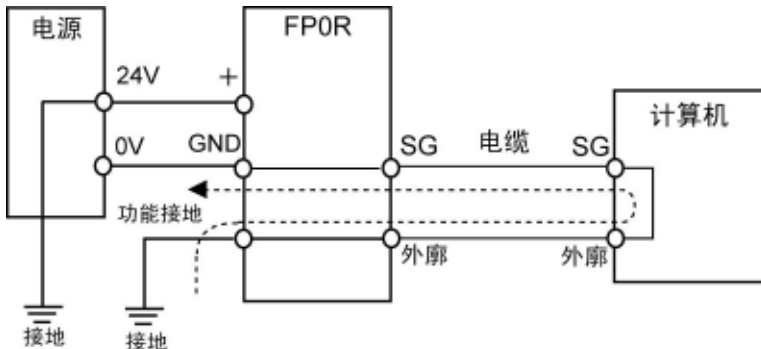 电源
FP0R
24V
+
计算机
0V
GND
SG
电缆
SG
功能接地
外廓
外廓
接地
接地